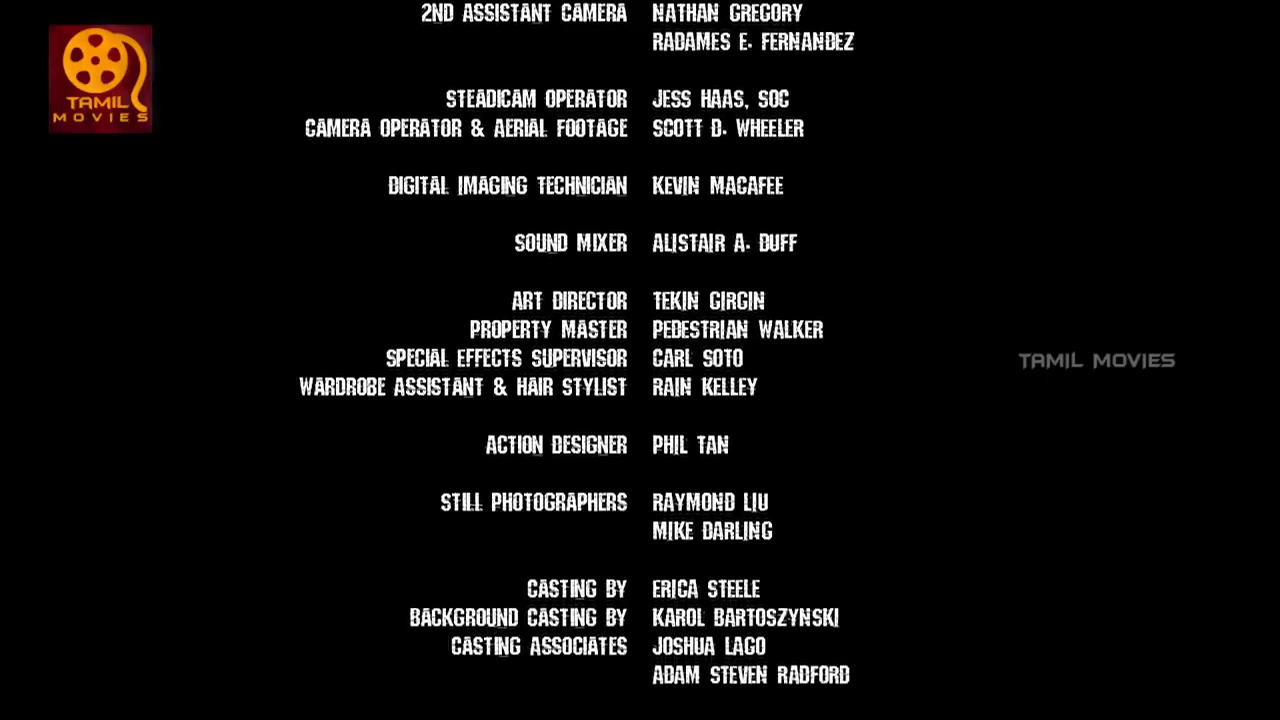 2ND ASSISTANT CAMERA NATHAN GREGORY
RADAMES E. FERNANDEZ
TAMIL
MOVIES
STEADICAM OPERATOR JESS HAAS, SOC
CAMERA OPERATOR & AERIAL FOOTAGE SCOTT D. WHEELER
DIGITAL IMAGING TECHNICIAN KEVIN MACAFEE
SOUND MIXER ALISTAIR A. DUFF
ART DIRECTOR TEKIN GIRGIN
PROPERTY MASTER PEDESTRIAN WALKER
SPECIAL EFFECTS SUPERVISOR CARL SOTO
TAMIL MOVIES
WARDROBE ASSISTANT & HAIR STYLIST RAIN KELLEY
ACTION DESIGNER PHIL TAN
STILL PHOTOGRAPHERS RAYMOND LIU
MIKE DARLING
CASTING BY ERICA STEELE
BACKGROUND CASTING BY KAROL BARTOSZYNSKI
CASTING ASSOCIATES JOSHUA LAGO
ADAM STEVEN RADFORD